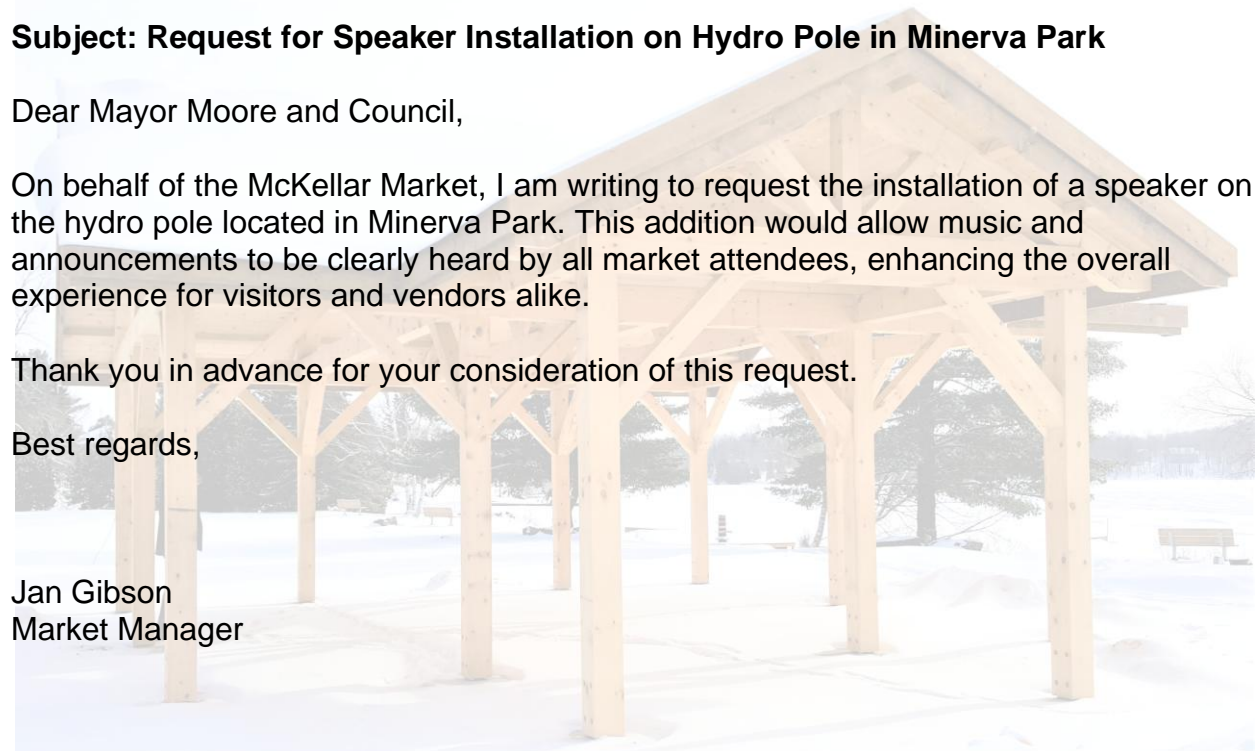 Subject: Request for Speaker Installation on Hydro Pole in Minerva Park
Dear Mayor Moore and Council,
On behalf of the McKellar Market, I am writing to request the installation of a speaker on
the hydro pole located in Minerva Park. This addition would allow music and
announcements to be clearly heard by all market attendees, enhancing the overall
experience for visitors and vendors alike.
Thank you in advance for your consideration of this request.
Best regards,
Jan Gibson
Market Manager